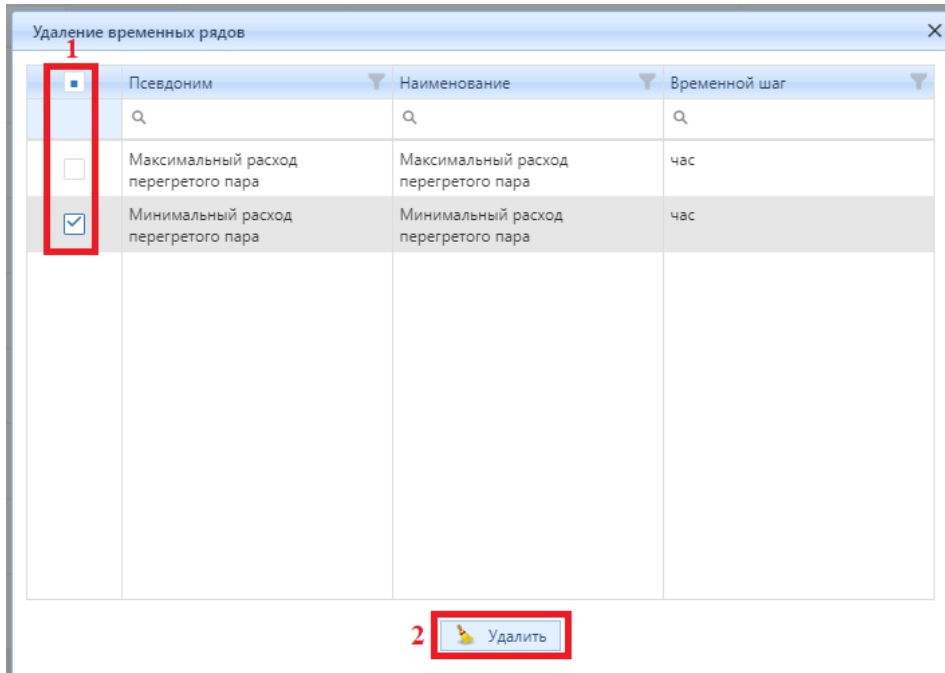 Удаление временных рядов
1
Псевдоним Наименование Временной шаг
Максимальный расход перегретого пара Максимальный расход перегретого пара час
Минимальный расход перегретого пара Минимальный расход перегретого пара час
2 Удалить